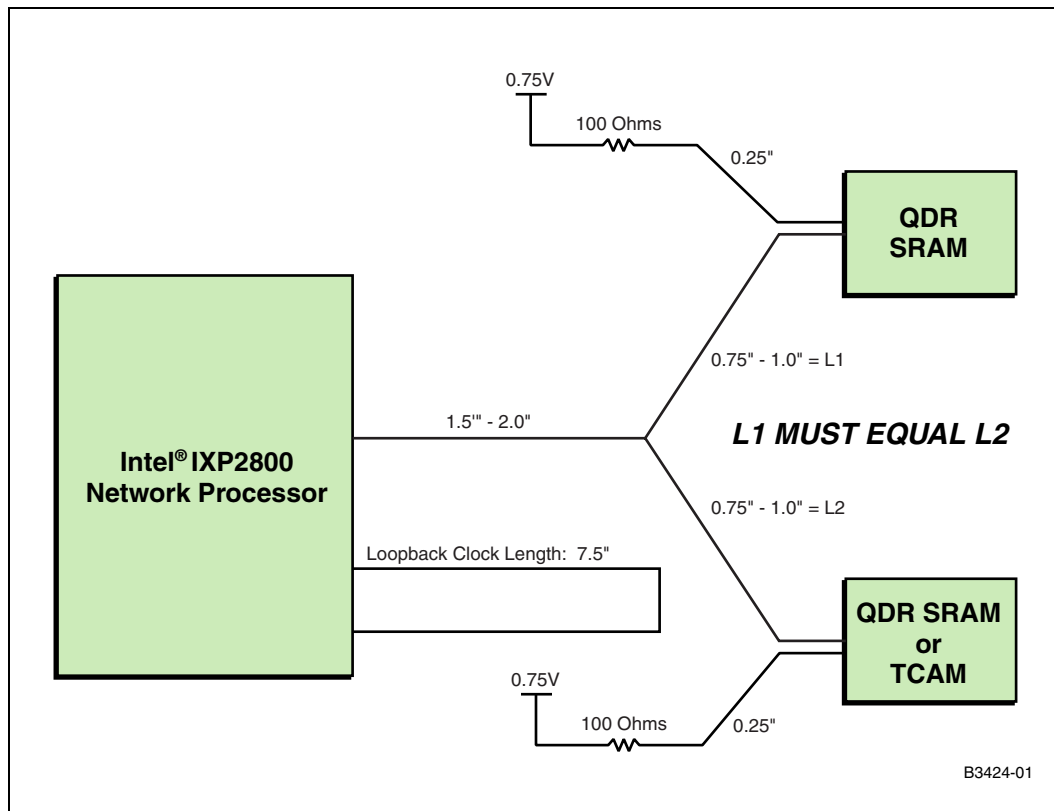 0.75V
100 Ohms
0.25"
QDR
SRAM
0.75" - 1.0" = L1
1.5'" - 2.0"
L1 MUST EQUAL L2
Intel® IXP2800
Network Processor
0.75" - 1.0" = L2
Loopback Clock Length: 7.5"
QDR SRAM
or
TCAM
0.75V
100 Ohms
0.25"
B3424-01